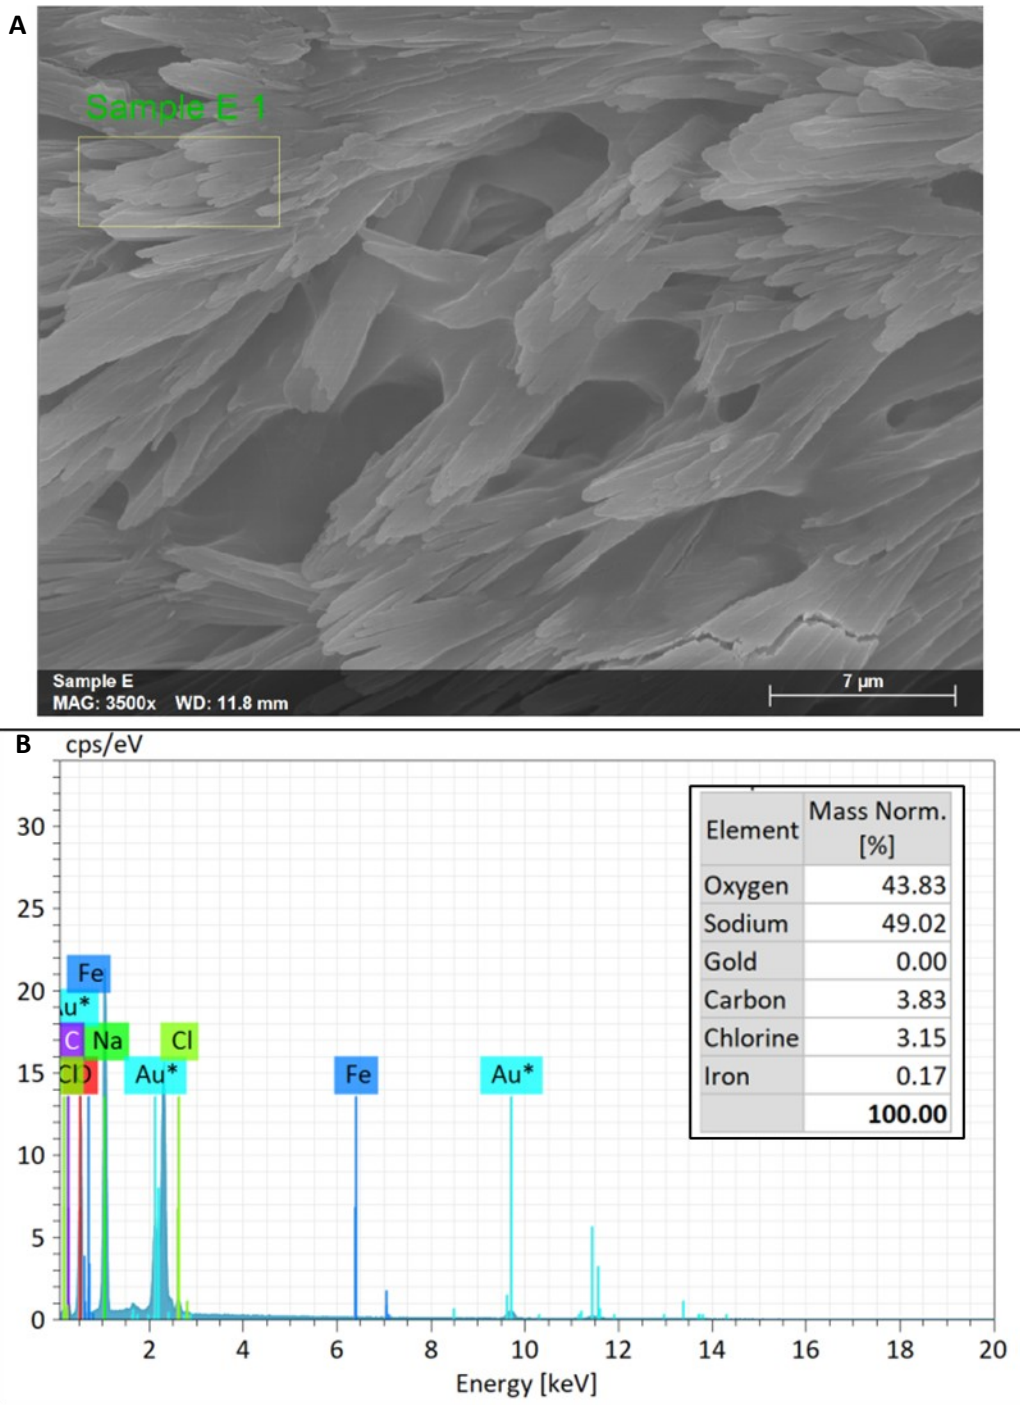 A
Sample E 1
Sample E
MAG: 3500x WD: 11.8 mm
7 µm
B
cps/eV
30
25
20
15
10
5
0
Fe
Au*
C Na Cl
Cl Au* Fe Au*
2 4 6 8 10 12 14 16 18 20
Energy [keV]
Element Mass Norm. [%]
Oxygen 43.83
Sodium 49.02
Gold 0.00
Carbon 3.83
Chlorine 3.15
Iron 0.17
100.00